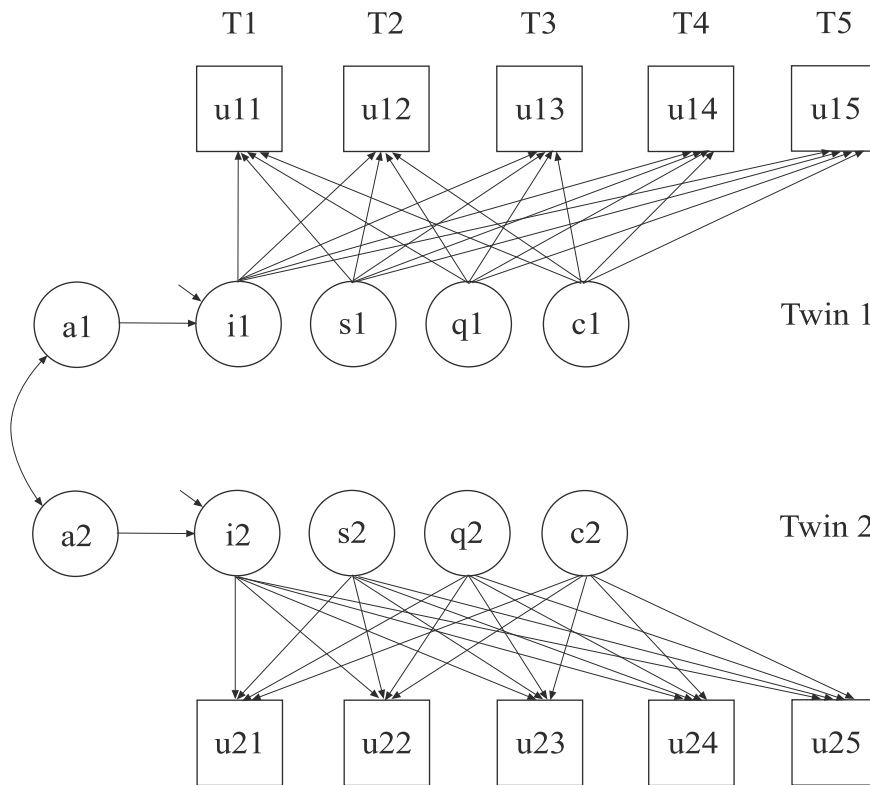 T1 T2 T3 T4 T5
u11 u12 u13 u14 u15
a1 i1 s1 q1 c1 Twin 1
a2 i2 s2 q2 c2 Twin 2
u21 u22 u23 u24 u25